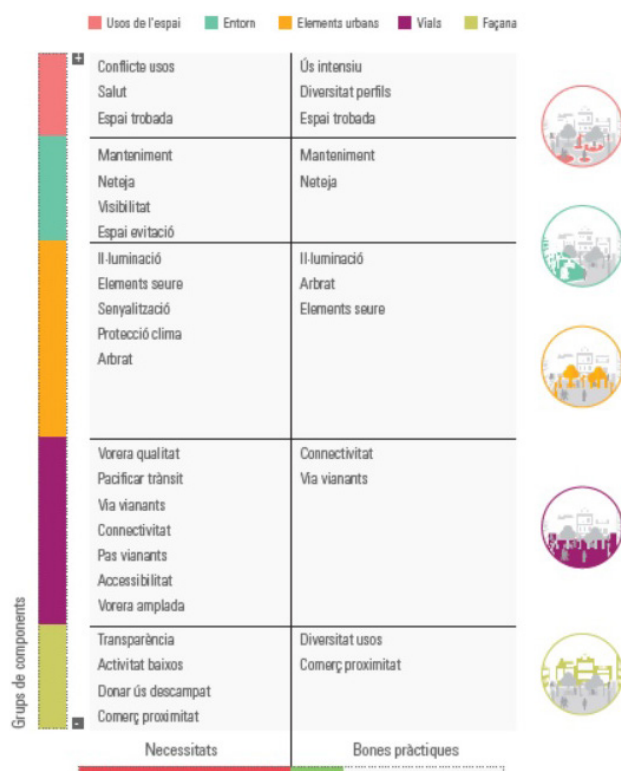 Usos de l'espai Entorn Elements urbans Vials Façana
+
Conflicte usos
Salut
Espai trobada
Ús intensiu
Diversitat perfils
Espai trobada
Manteniment
Neteja
Visibilitat
Espai evitació
Manteniment
Neteja
Il·luminació
Elements seure
Senyalització
Protecció clima
Arbrat
Il·luminació
Arbrat
Elements seure
Vorera qualitat
Pacificar trànsit
Via vianants
Connectivitat
Pas vianants
Accessibilitat
Vorera amplada
Connectivitat
Via vianants
Transparència
Activitat baixos
Donar ús descampat
Comerç proximitat
Diversitat usos
Comerç proximitat
-
Grups de components
Necessitats Bones pràctiques